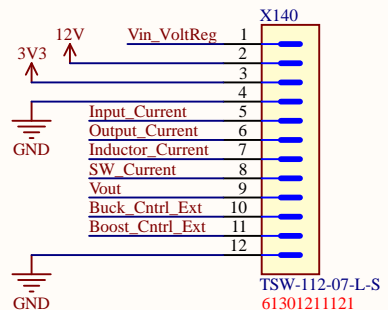 X140
12V
Vin_VoltReg 1
3V3
2
3
4
Input_Current 5
Output_Current 6
GND
Inductor_Current 7
SW_Current 8
Vout 9
Buck_Cntrl_Ext 10
Boost_Cntrl_Ext 11
12
TSW-112-07-L-S
GND
61301211121